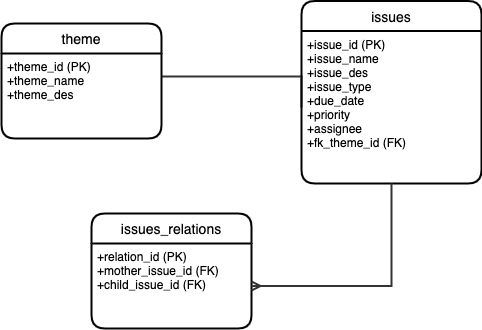 theme
+theme_id (PK)
+theme_name
+theme_des
issues
+issue_id (PK)
+issue_name
+issue_des
+issue_type
+due_date
+priority
+assignee
+fk_theme_id (FK)
issues_relations
+relation_id (PK)
+mother_issue_id (FK)
+child_issue_id (FK)